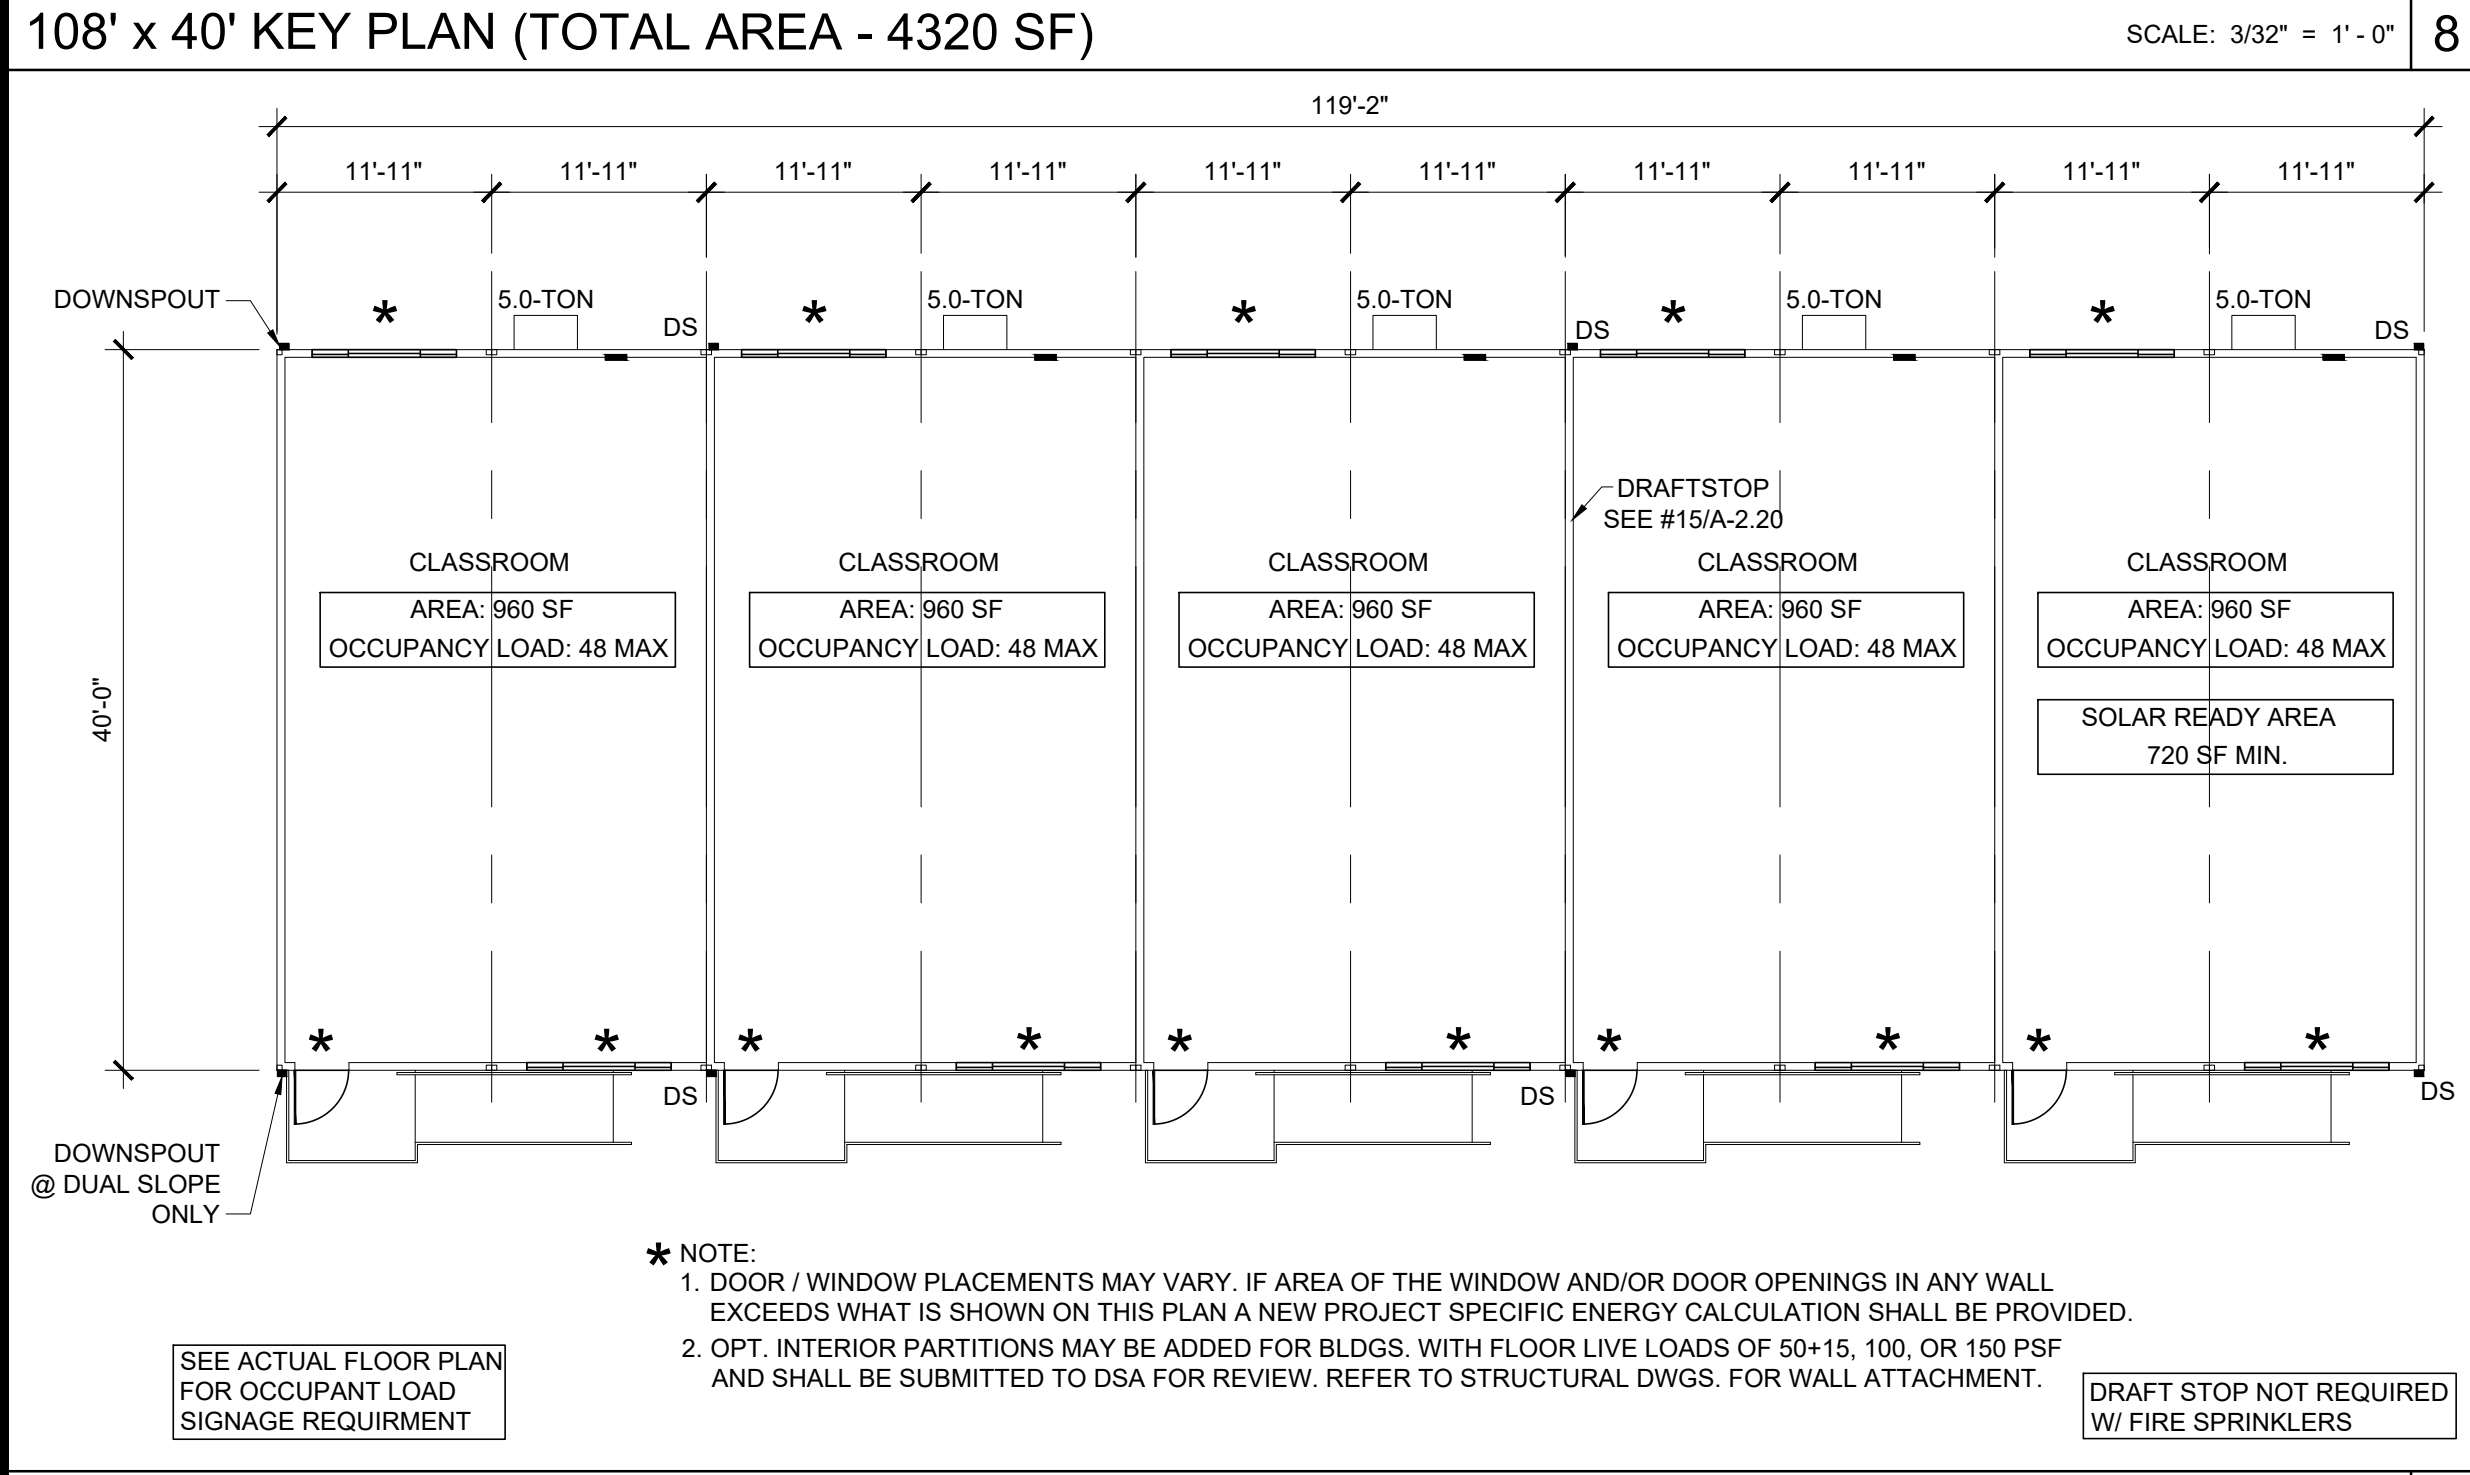 108' x 40' KEY PLAN (TOTAL AREA - 4320 SF)
SCALE: 3/32" = 1' - 0"
8
119'-2"
11'-11" 11'-11" 11'-11" 11'-11" 11'-11" 11'-11" 11'-11" 11'-11" 11'-11" 11'-11"
DOWNSPOUT
* 5.0-TON * 5.0-TON * 5.0-TON * 5.0-TON * 5.0-TON
DS DS DS
DRAFTSTOP
SEE #15/A-2.20
CLASSROOM
AREA: 960 SF
OCCUPANCY LOAD: 48 MAX
CLASSROOM
AREA: 960 SF
OCCUPANCY LOAD: 48 MAX
CLASSROOM
AREA: 960 SF
OCCUPANCY LOAD: 48 MAX
CLASSROOM
AREA: 960 SF
OCCUPANCY LOAD: 48 MAX
CLASSROOM
AREA: 960 SF
OCCUPANCY LOAD: 48 MAX
SOLAR READY AREA
720 SF MIN.
40'-0"
* * * * * * * * * *
DS DS DS
DOWNSPOUT
@ DUAL SLOPE
ONLY
* NOTE:
1. DOOR / WINDOW PLACEMENTS MAY VARY. IF AREA OF THE WINDOW AND/OR DOOR OPENINGS IN ANY WALL
EXCEEDS WHAT IS SHOWN ON THIS PLAN A NEW PROJECT SPECIFIC ENERGY CALCULATION SHALL BE PROVIDED.
2. OPT. INTERIOR PARTITIONS MAY BE ADDED FOR BLDGS. WITH FLOOR LIVE LOADS OF 50+15, 100, OR 150 PSF
AND SHALL BE SUBMITTED TO DSA FOR REVIEW. REFER TO STRUCTURAL DWGS. FOR WALL ATTACHMENT.
SEE ACTUAL FLOOR PLAN
FOR OCCUPANT LOAD
SIGNAGE REQUIRMENT
DRAFT STOP NOT REQUIRED
W/ FIRE SPRINKLERS